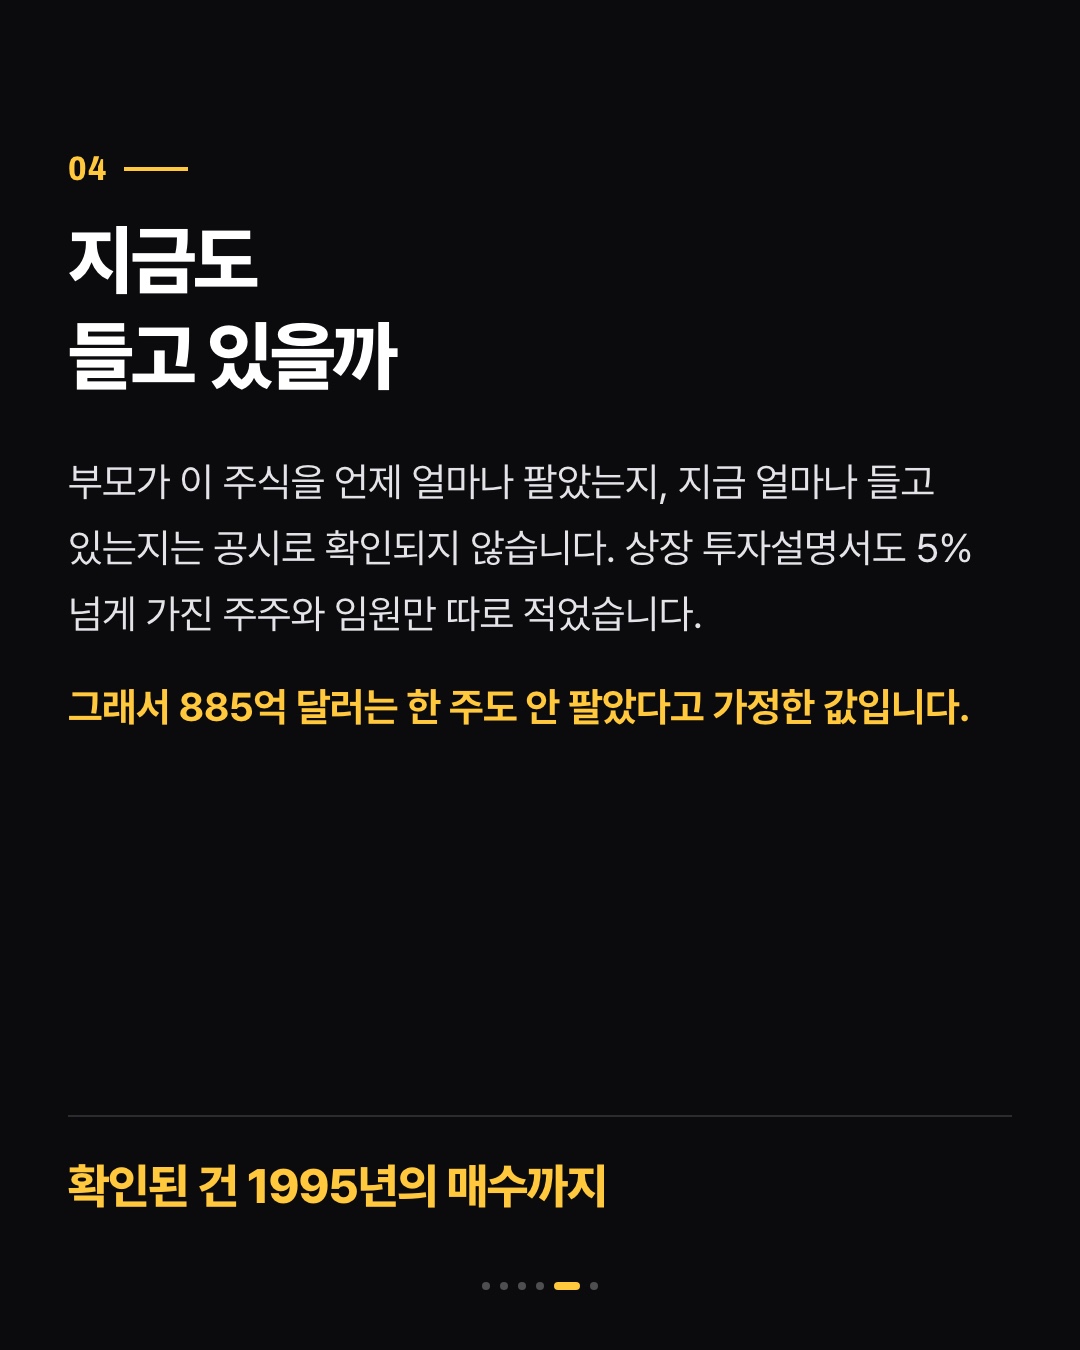 04
지금도
들고 있을까
부모가 이 주식을 언제 얼마나 팔았는지, 지금 얼마나 들고
있는지는 공시로 확인되지 않습니다. 상장 투자설명서도 5%
넘게 가진 주주와 임원만 따로 적었습니다.
그래서 885억 달러는 한 주도 안 팔았다고 가정한 값입니다.
확인된 건 1995년의 매수까지